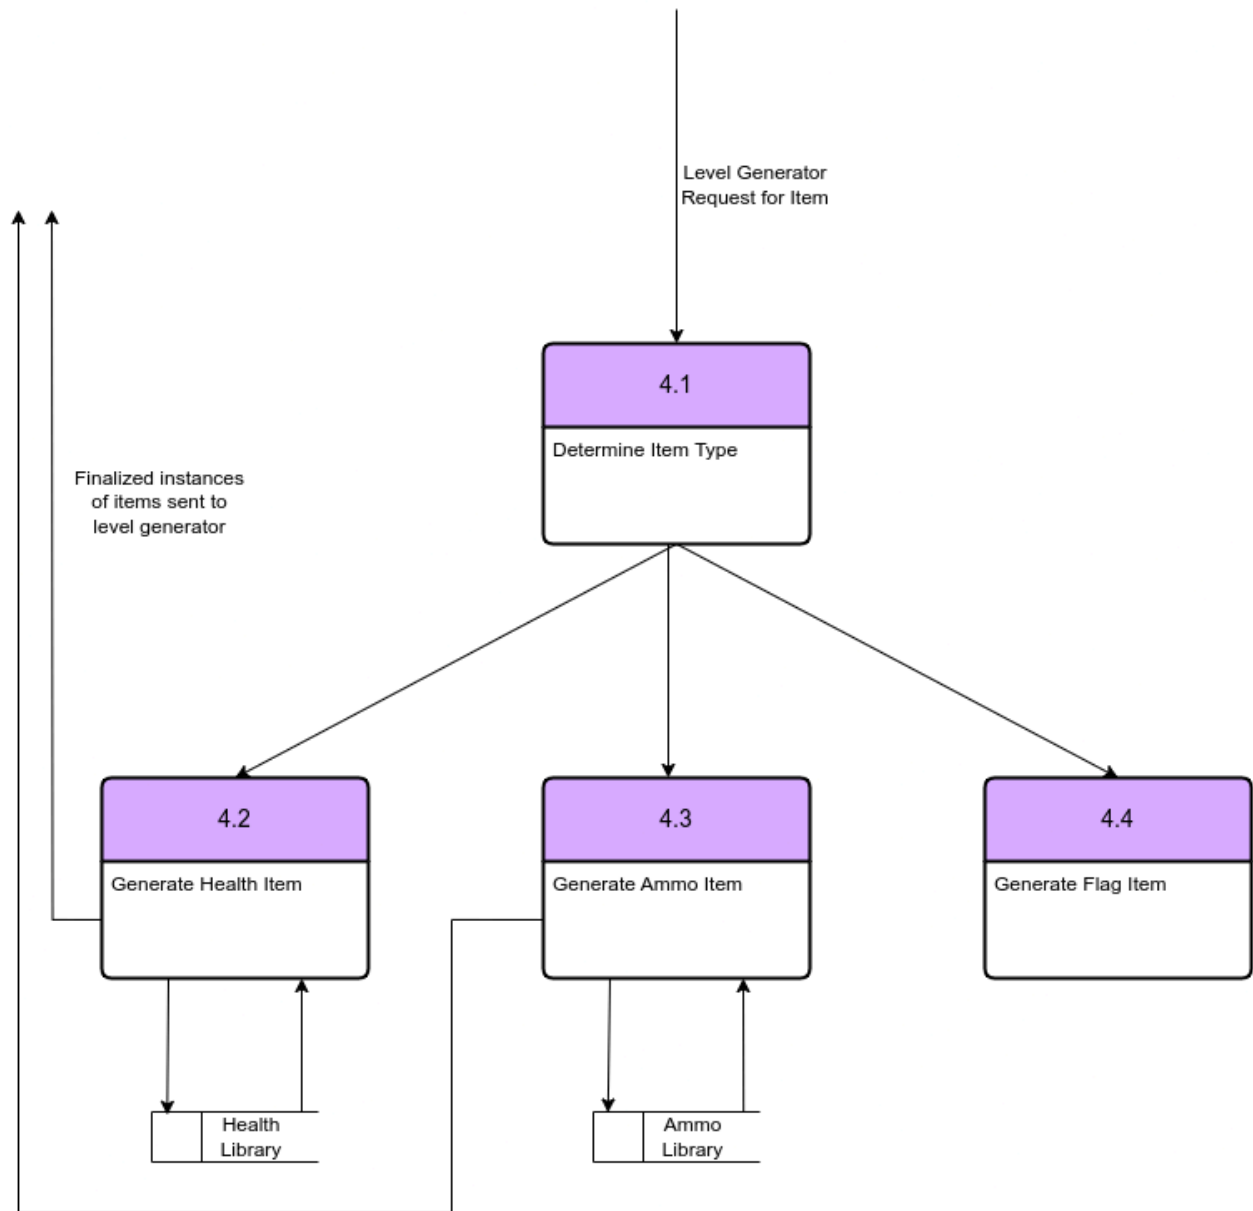 Level Generator
Request for Item
4.1
Determine Item Type
Finalized instances
of items sent to
level generator
4.2
Generate Health Item
4.3
Generate Ammo Item
4.4
Generate Flag Item
Health
Library
Ammo
Library